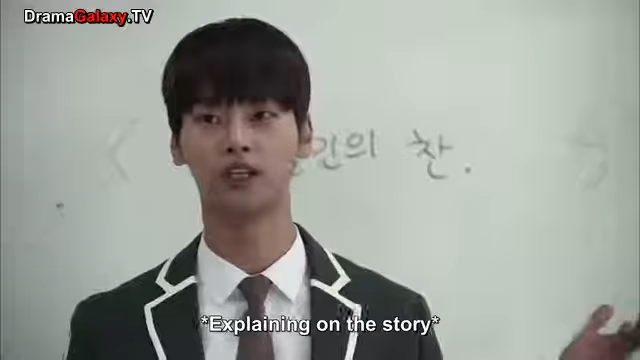 DramaGalaxy.TV
간의 찬.
*Explaining on the story*